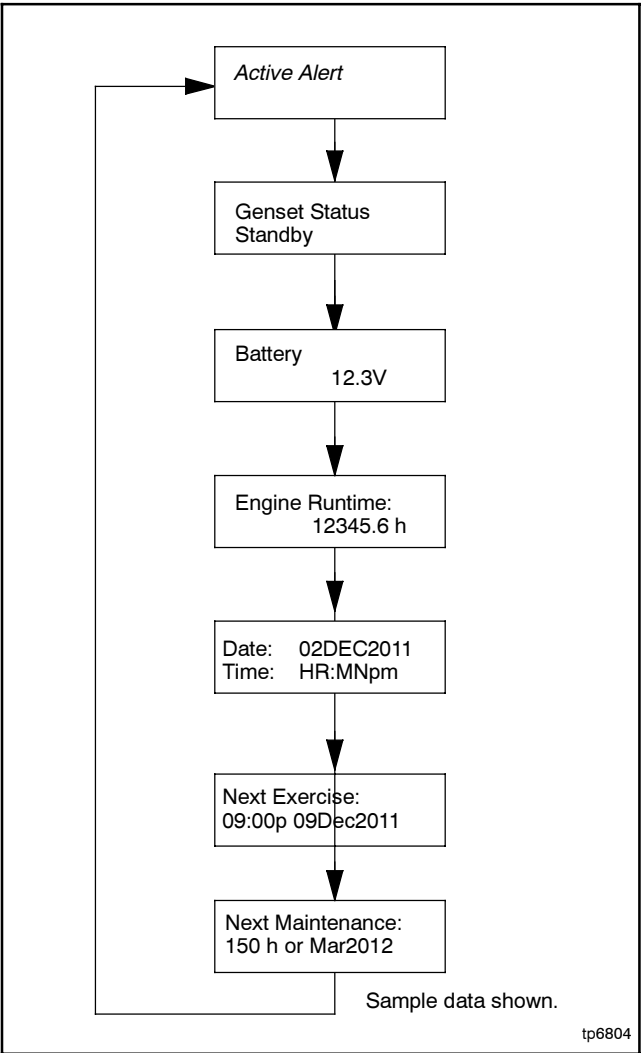 Active Alert
Genset Status
Standby
Battery
12.3V
Engine Runtime:
12345.6 h
Date: 02DEC2011
Time: HR:MNpm
Next Exercise:
09:00p 09Dec2011
Next Maintenance:
150 h or Mar2012
Sample data shown.
tp6804